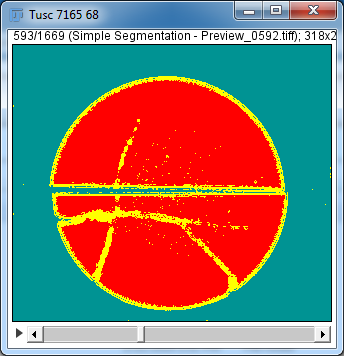 Tusc 7165 68
593/1669 (Simple Segmentation - Preview_0592.tiff); 318x2